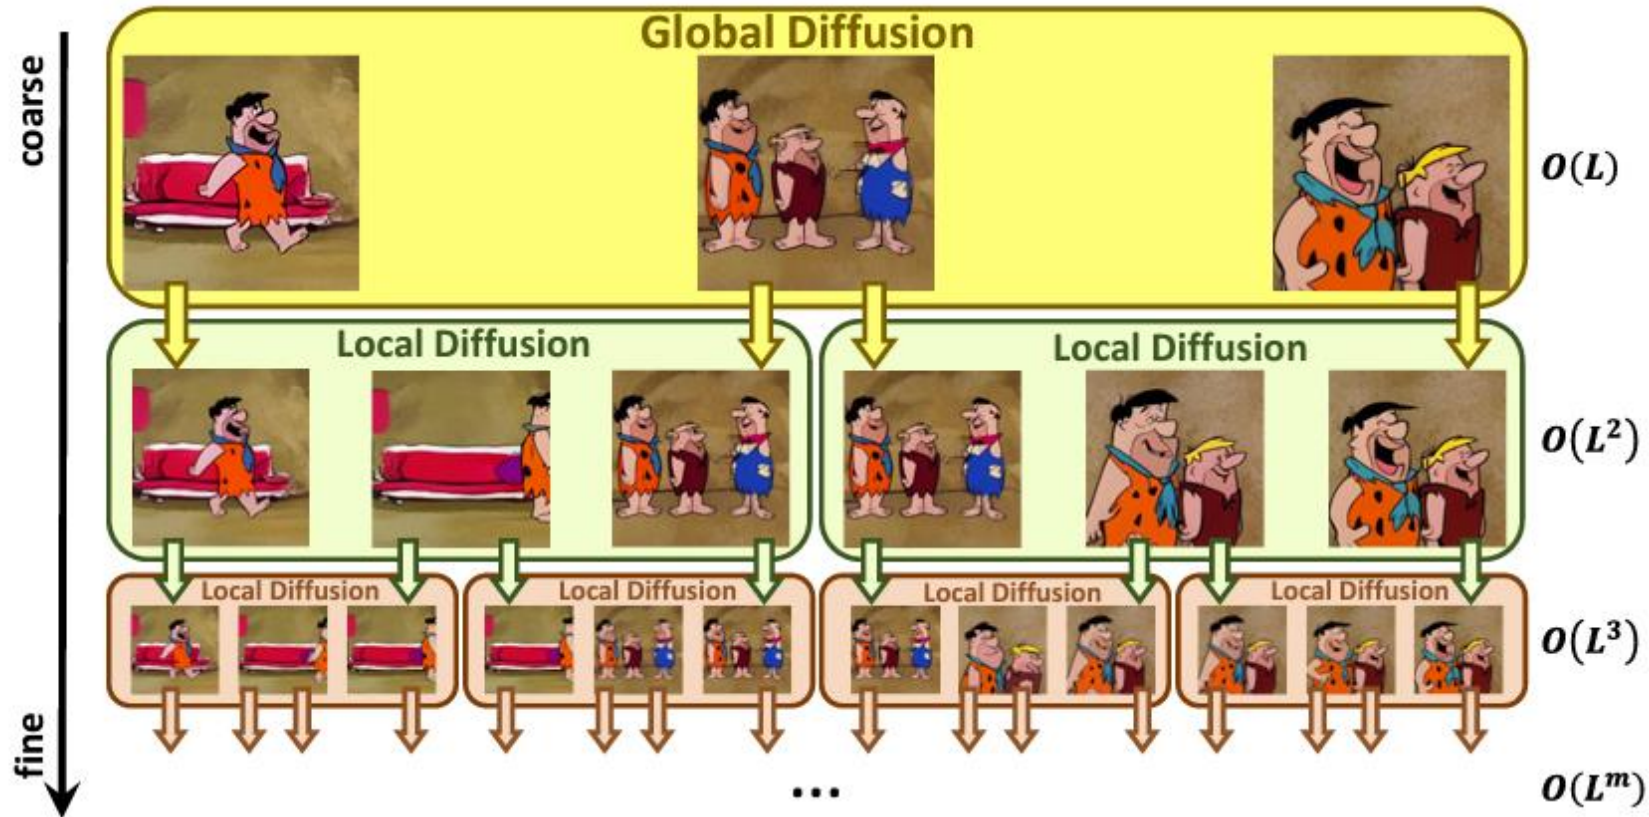 Global Diffusion
coarse
O(L)
Local Diffusion
Local Diffusion
O(L²)
Local Diffusion
Local Diffusion
Local Diffusion
Local Diffusion
O(L³)
fine
...
O(Lᵐ)